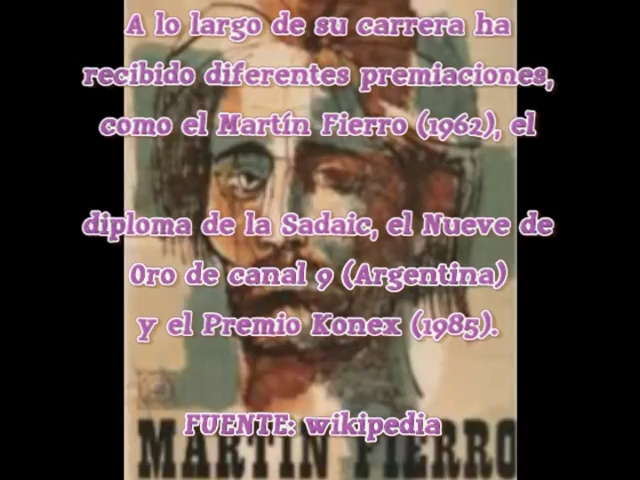 A lo largo de su carrera ha
recibido diferentes premiaciones,
como el Martín Fierro (1962), el
diploma de la Sadaic, el Nueve de
Oro de canal 9 (Argentina)
y el Premio Konex (1985).
FUENTE: wikipedia
MARTIN FIERRO